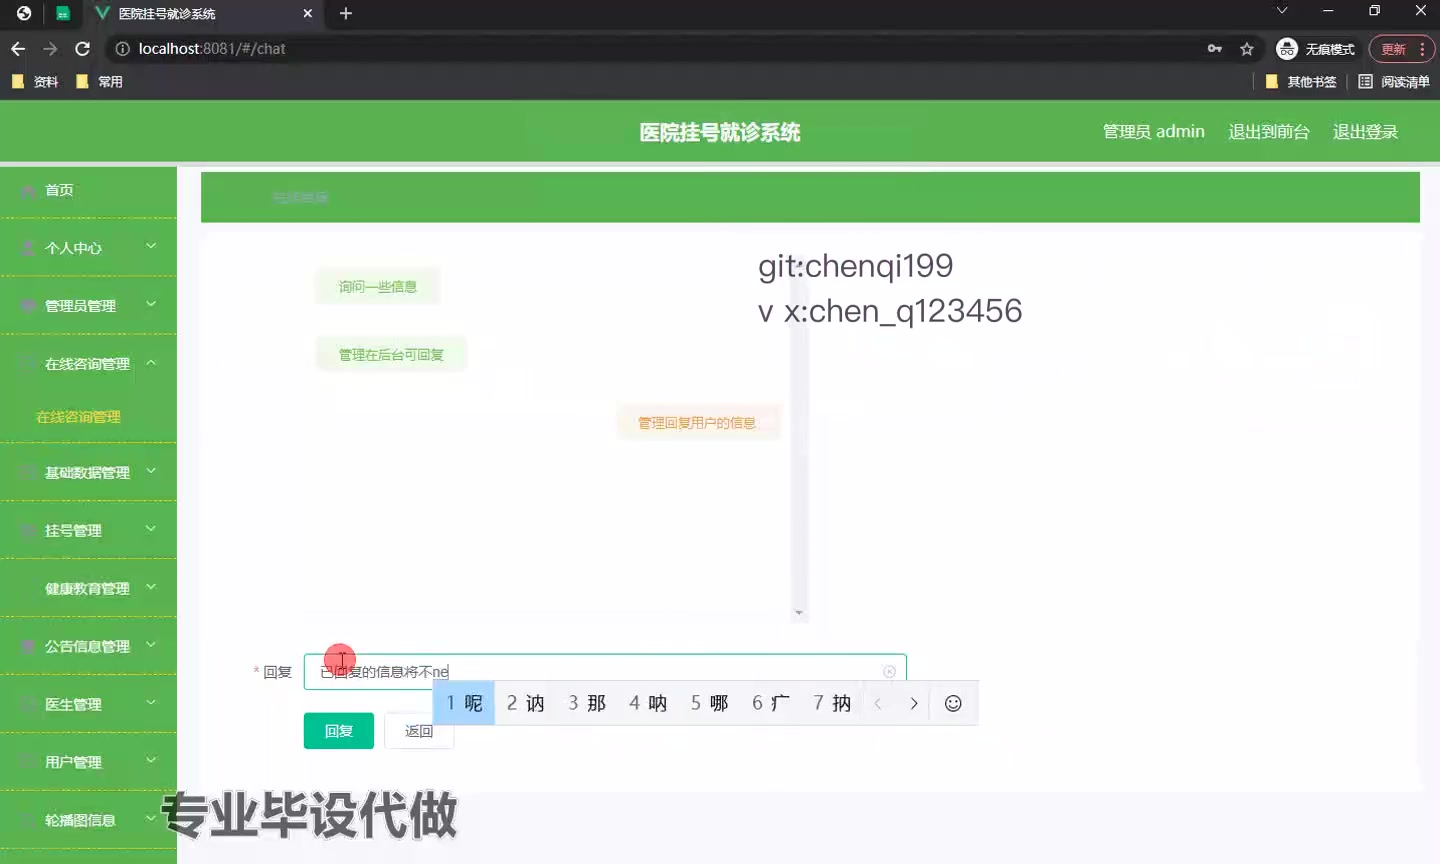 医院挂号就诊系统
localhost:8081/#/chat
无痕模式
更新
资料
常用
其他书签
阅读清单
医院挂号就诊系统
管理员 admin
退出到前台
退出登录
首页
个人中心
管理员管理
在线咨询管理
在线咨询管理
基础数据管理
挂号管理
健康教育管理
公告信息管理
医生管理
用户管理
轮播图信息
git:chenqi199
v x:chen_q123456
询问一些信息
管理在后台可回复
管理回复用户的信息
* 回复
已回复的信息将不ne
1 呢 2 讷 3 那 4 呐 5 哪 6 疒 7 抐
回复
返回
专业毕设代做